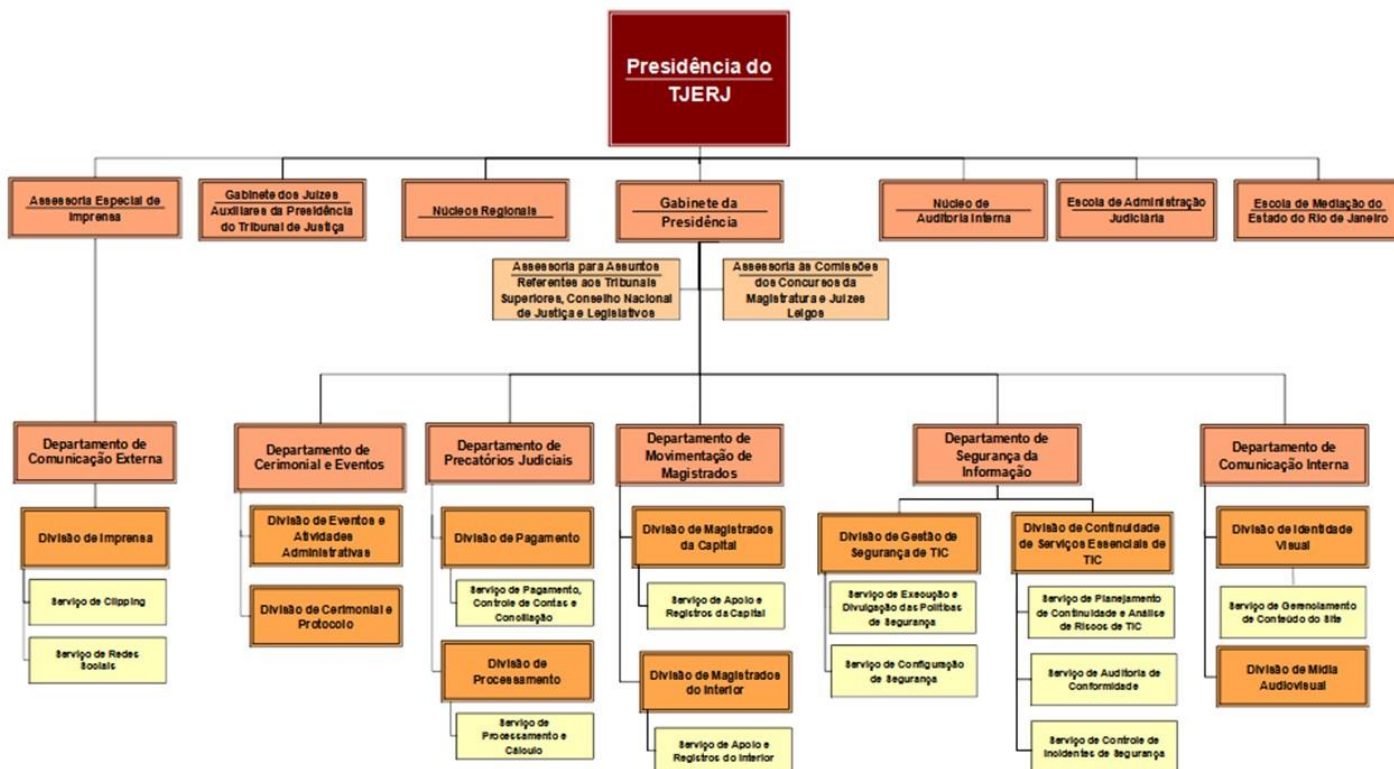 Presidência do
TJERJ
Assessoria Especial de
Imprensa
Gabinete dos Juízes
Auxiliares da Presidência
do Tribunal de Justiça
Núcleos Regionais
Gabinete da
Presidência
Núcleo de
Auditoria Interna
Escola de Administração
Judiciária
Escola de Mediação do
Estado do Rio de Janeiro
Assessoria para Assuntos
Referentes aos Tribunais
Superiores, Conselho Nacional
de Justiça e Legislativos
Assessoria às Comissões
dos Concursos da
Magistratura e Juízes
Leigos
Departamento de
Comunicação Externa
Divisão de Imprensa
Serviço de Clipping
Serviço de Redes
Sociais
Departamento de
Cerimonial e Eventos
Divisão de Eventos e
Atividades
Administrativas
Divisão de Cerimonial e
Protocolo
Departamento de
Precatórios Judiciais
Divisão de Pagamento
Serviço de Pagamento,
Controle de Contas e
Conciliação
Divisão de
Processamento
Serviço de
Processamento e
Cálculo
Departamento de
Movimentação de
Magistrados
Divisão de Magistrados
da Capital
Serviço de Apoio e
Registros da Capital
Divisão de Magistrados
do Interior
Serviço de Apoio e
Registros do Interior
Departamento de
Segurança da
Informação
Divisão de Gestão de
Segurança de TIC
Serviço de Execução e
Divulgação das Políticas
de Segurança
Serviço de Configuração
de Segurança
Divisão de Continuidade
de Serviços Essenciais de
TIC
Serviço de Planejamento
de Continuidade e Análise
de Riscos de TIC
Serviço de Auditoria de
Conformidade
Serviço de Controle de
Incidentes de Segurança
Departamento de
Comunicação Interna
Divisão de Identidade
Visual
Serviço de Gerenciamento
de Conteúdo do Site
Divisão de Mídia
Audiovisual